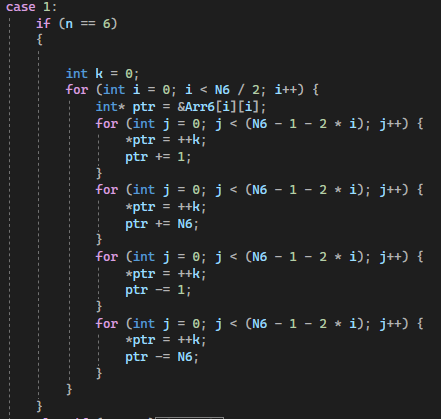 case 1:
if (n == 6)
{
int k = 0;
for (int i = 0; i < N6 / 2; i++) {
int* ptr = &Arr6[i][i];
for (int j = 0; j < (N6 - 1 - 2 * i); j++) {
*ptr = ++k;
ptr += 1;
}
for (int j = 0; j < (N6 - 1 - 2 * i); j++) {
*ptr = ++k;
ptr += N6;
}
for (int j = 0; j < (N6 - 1 - 2 * i); j++) {
*ptr = ++k;
ptr -= 1;
}
for (int j = 0; j < (N6 - 1 - 2 * i); j++) {
*ptr = ++k;
ptr -= N6;
}
}
}